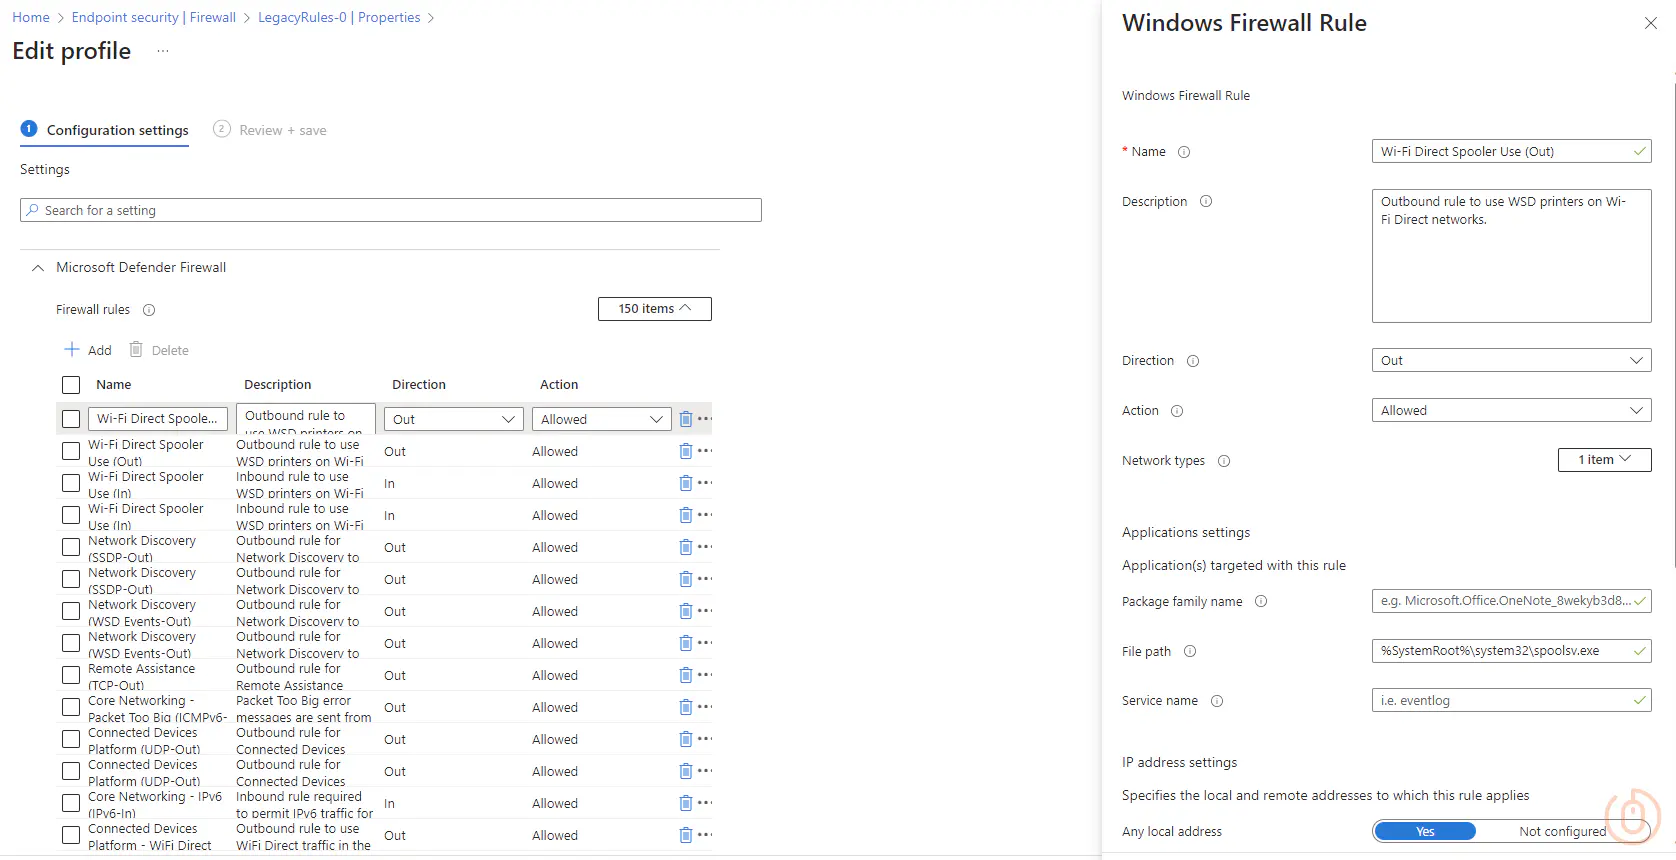 Home > Endpoint security | Firewall > LegacyRules-0 | Properties >
Edit profile ...
1 Configuration settings 2 Review + save
Settings
Search for a setting
Microsoft Defender Firewall
Firewall rules 150 items
Add Delete
Name Description Direction Action
Wi-Fi Direct Spoole... Outbound rule to Out Allowed
use WSD printers on
Wi-Fi Direct Spooler Outbound rule to use Out Allowed
Use (Out) WSD printers on Wi-Fi
Wi-Fi Direct Spooler Inbound rule to use In Allowed
Use (In) WSD printers on Wi-Fi
Wi-Fi Direct Spooler Inbound rule to use In Allowed
Use (In) WSD printers on Wi-Fi
Network Discovery Outbound rule for Out Allowed
(SSDP-Out) Network Discovery to
Network Discovery Outbound rule for Out Allowed
(SSDP-Out) Network Discovery to
Network Discovery Outbound rule for Out Allowed
(WSD Events-Out) Network Discovery to
Network Discovery Outbound rule for Out Allowed
(WSD Events-Out) Network Discovery to
Remote Assistance Outbound rule for Out Allowed
(TCP-Out) Remote Assistance
Core Networking - Packet Too Big error Out Allowed
Packet Too Big (ICMPv6- messages are sent from
Connected Devices Outbound rule for Out Allowed
Platform (UDP-Out) Connected Devices
Connected Devices Outbound rule for Out Allowed
Platform (UDP-Out) Connected Devices
Core Networking - IPv6 Inbound rule required In Allowed
(IPv6-In) to permit IPv6 traffic for
Connected Devices Outbound rule to use Out Allowed
Platform - WiFi Direct WiFi Direct traffic in the
Windows Firewall Rule
Windows Firewall Rule
* Name Wi-Fi Direct Spooler Use (Out)
Description Outbound rule to use WSD printers on Wi-
Fi Direct networks.
Direction Out
Action Allowed
Network types 1 item
Applications settings
Application(s) targeted with this rule
Package family name e.g. Microsoft.Office.OneNote_8wekyb3d8...
File path %SystemRoot%\system32\spoolsv.exe
Service name i.e. eventlog
IP address settings
Specifies the local and remote addresses to which this rule applies
Any local address Yes Not configured